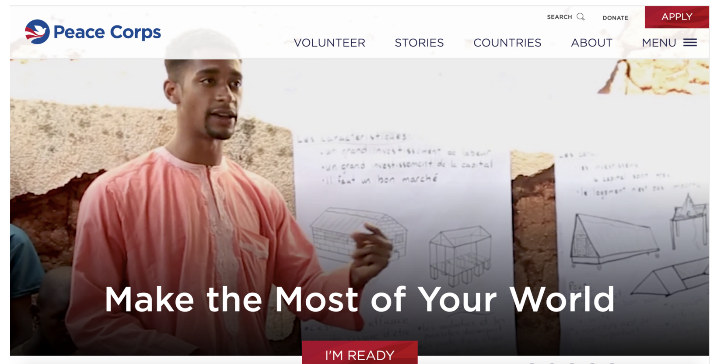 SEARCH
DONATE
APPLY
Peace Corps
VOLUNTEER
STORIES
COUNTRIES
ABOUT
MENU
Les caractéristiques:
un grand investissement au labeur
un grand investissement de la capital
il faut un bon marché
Make the Most of Your World
I'M READY